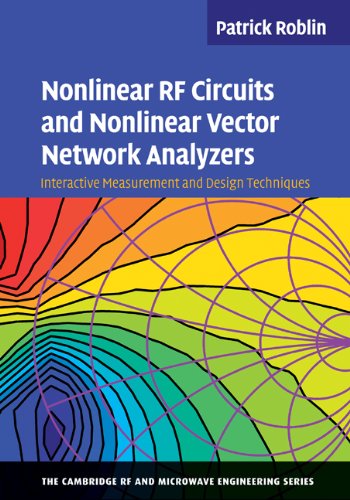 Patrick Roblin
Nonlinear RF Circuits
and Nonlinear Vector
Network Analyzers
Interactive Measurement and Design Techniques
THE CAMBRIDGE RF AND MICROWAVE ENGINEERING SERIES